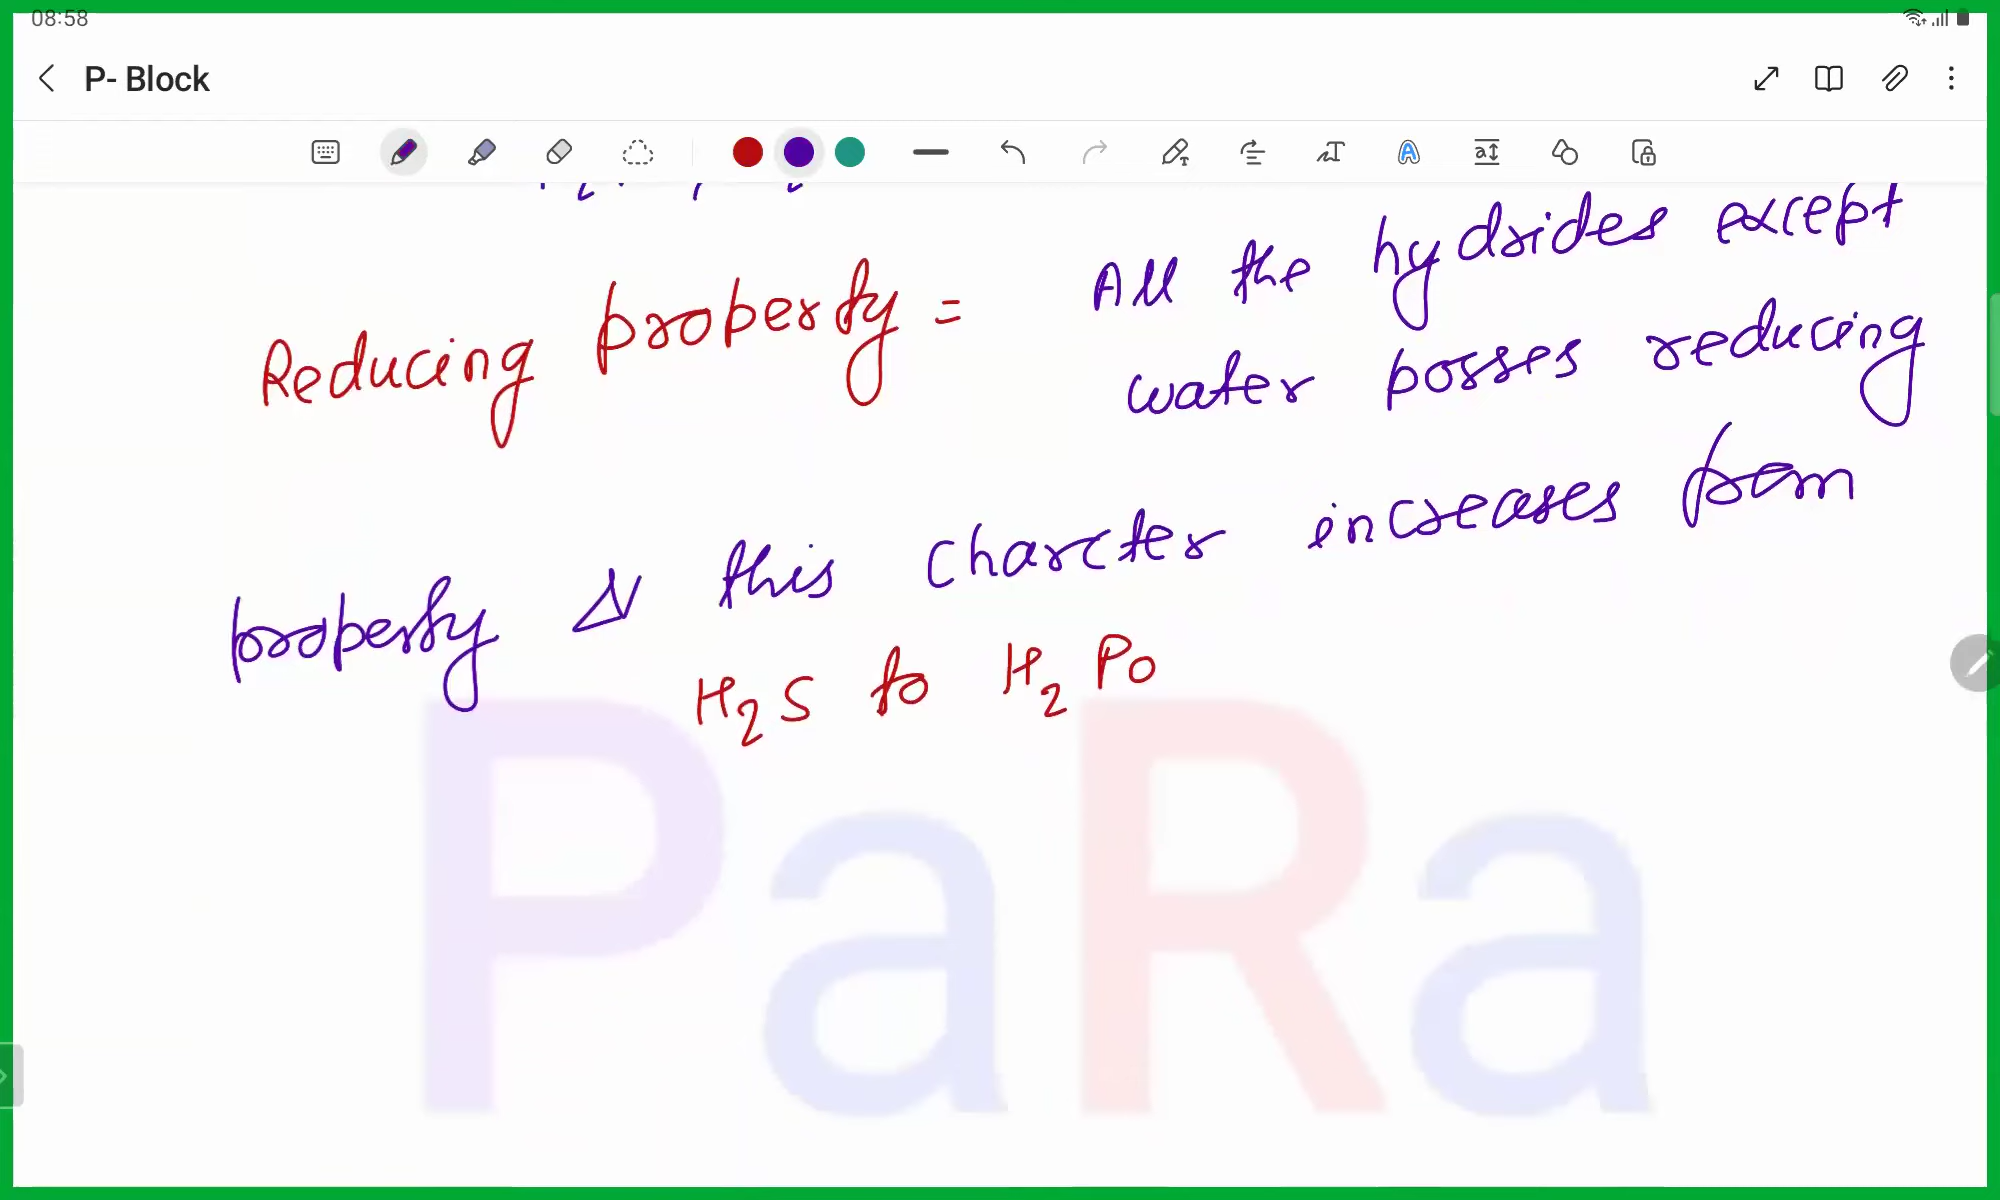 08:58
P- Block
Reducing property = All the hydrides except
water posses reducing
property & this charcter increases from
H₂S to H₂Po
PaRa